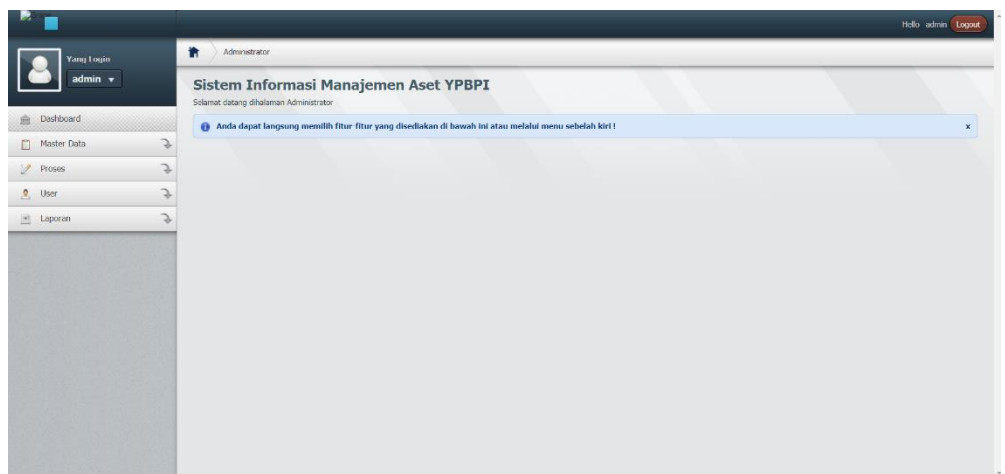 Hello admin Logout
Yang Login
admin
Administrator
Sistem Informasi Manajemen Aset YPBPI
Selamat datang dihalaman Administrator
Anda dapat langsung memilih fitur-fitur yang disediakan di bawah ini atau melalui menu sebelah kiri !
x
Dashboard
Master Data
Proses
User
Laporan